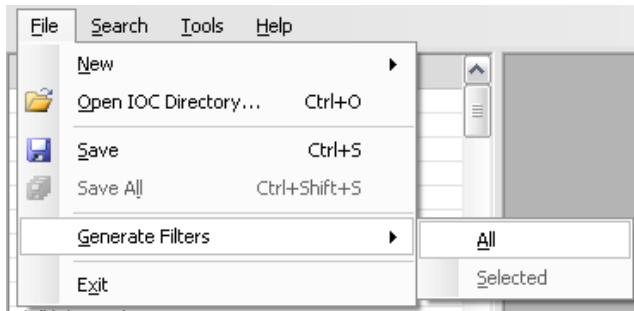 File Search Tools Help
New
Open IOC Directory... Ctrl+O
Save Ctrl+S
Save All Ctrl+Shift+S
Generate Filters
All
Selected
Exit